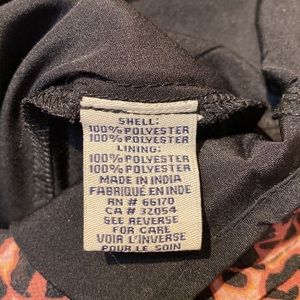 SHELL:
100% POLYESTER
100% POLYESTER
LINING:
100% POLYESTER
100% POLYESTER
MADE IN INDIA
FABRIQUÉ EN INDE
RN # 66170
CA # 32054
SEE REVERSE
FOR CARE
VOIR L'INVERSE
POUR LE SOIN